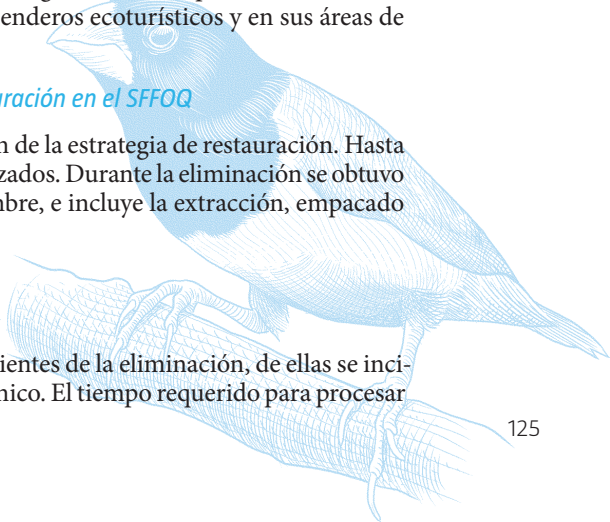 enderos ecoturísticos y en sus áreas de
uración en el SFFOQ
n de la estrategia de restauración. Hasta
zados. Durante la eliminación se obtuvo
mbre, e incluye la extracción, empacado
ientes de la eliminación, de ellas se inci-
nico. El tiempo requerido para procesar
125